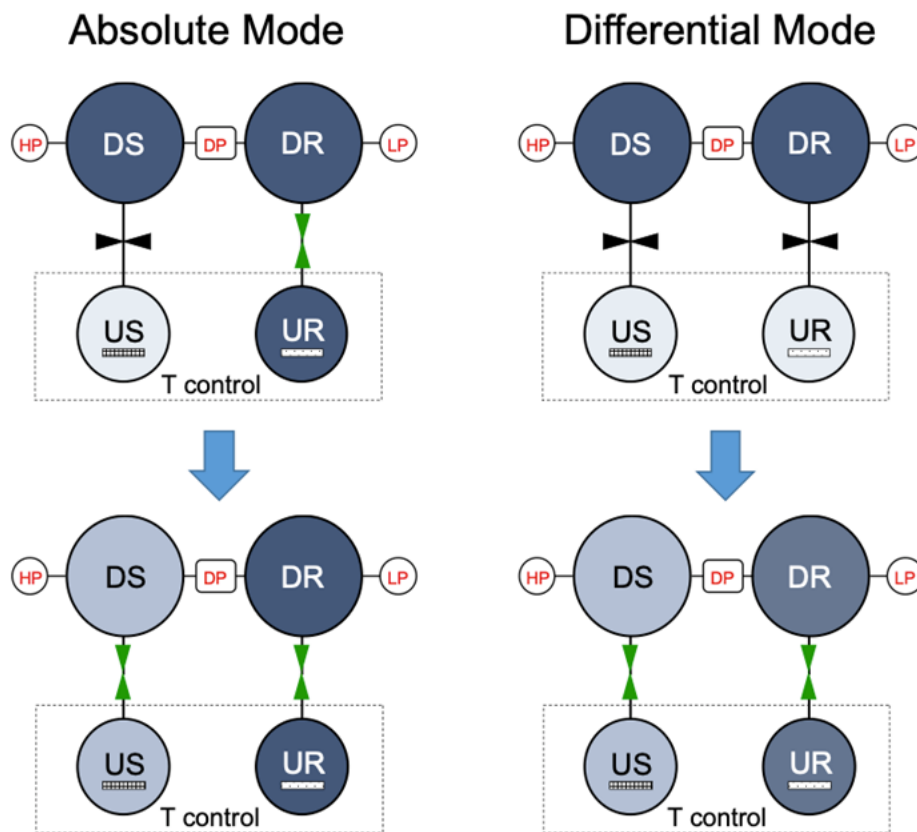 Absolute Mode
Differential Mode
HP DS DP DR LP
HP DS DP DR LP
US UR
US UR
T control
T control
HP DS DP DR LP
HP DS DP DR LP
US UR
US UR
T control
T control